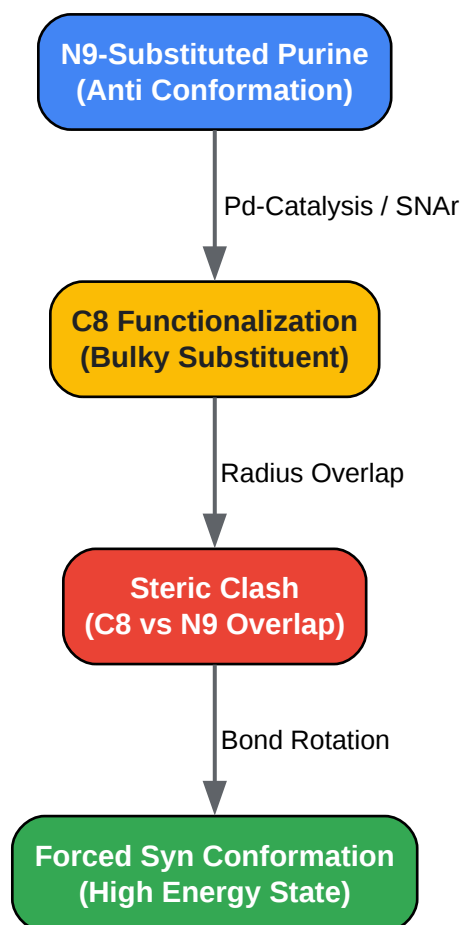 N9-Substituted Purine
(Anti Conformation)
Pd-Catalysis / SNAr
C8 Functionalization
(Bulky Substituent)
Radius Overlap
Steric Clash
(C8 vs N9 Overlap)
Bond Rotation
Forced Syn Conformation
(High Energy State)